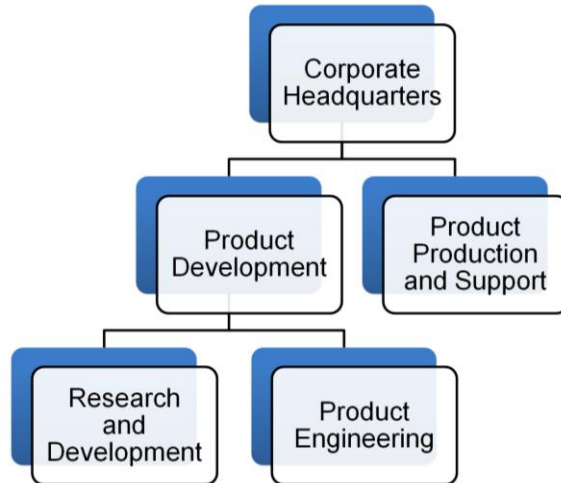 Corporate
Headquarters
Product
Development
Product
Production
and Support
Research
and
Development
Product
Engineering